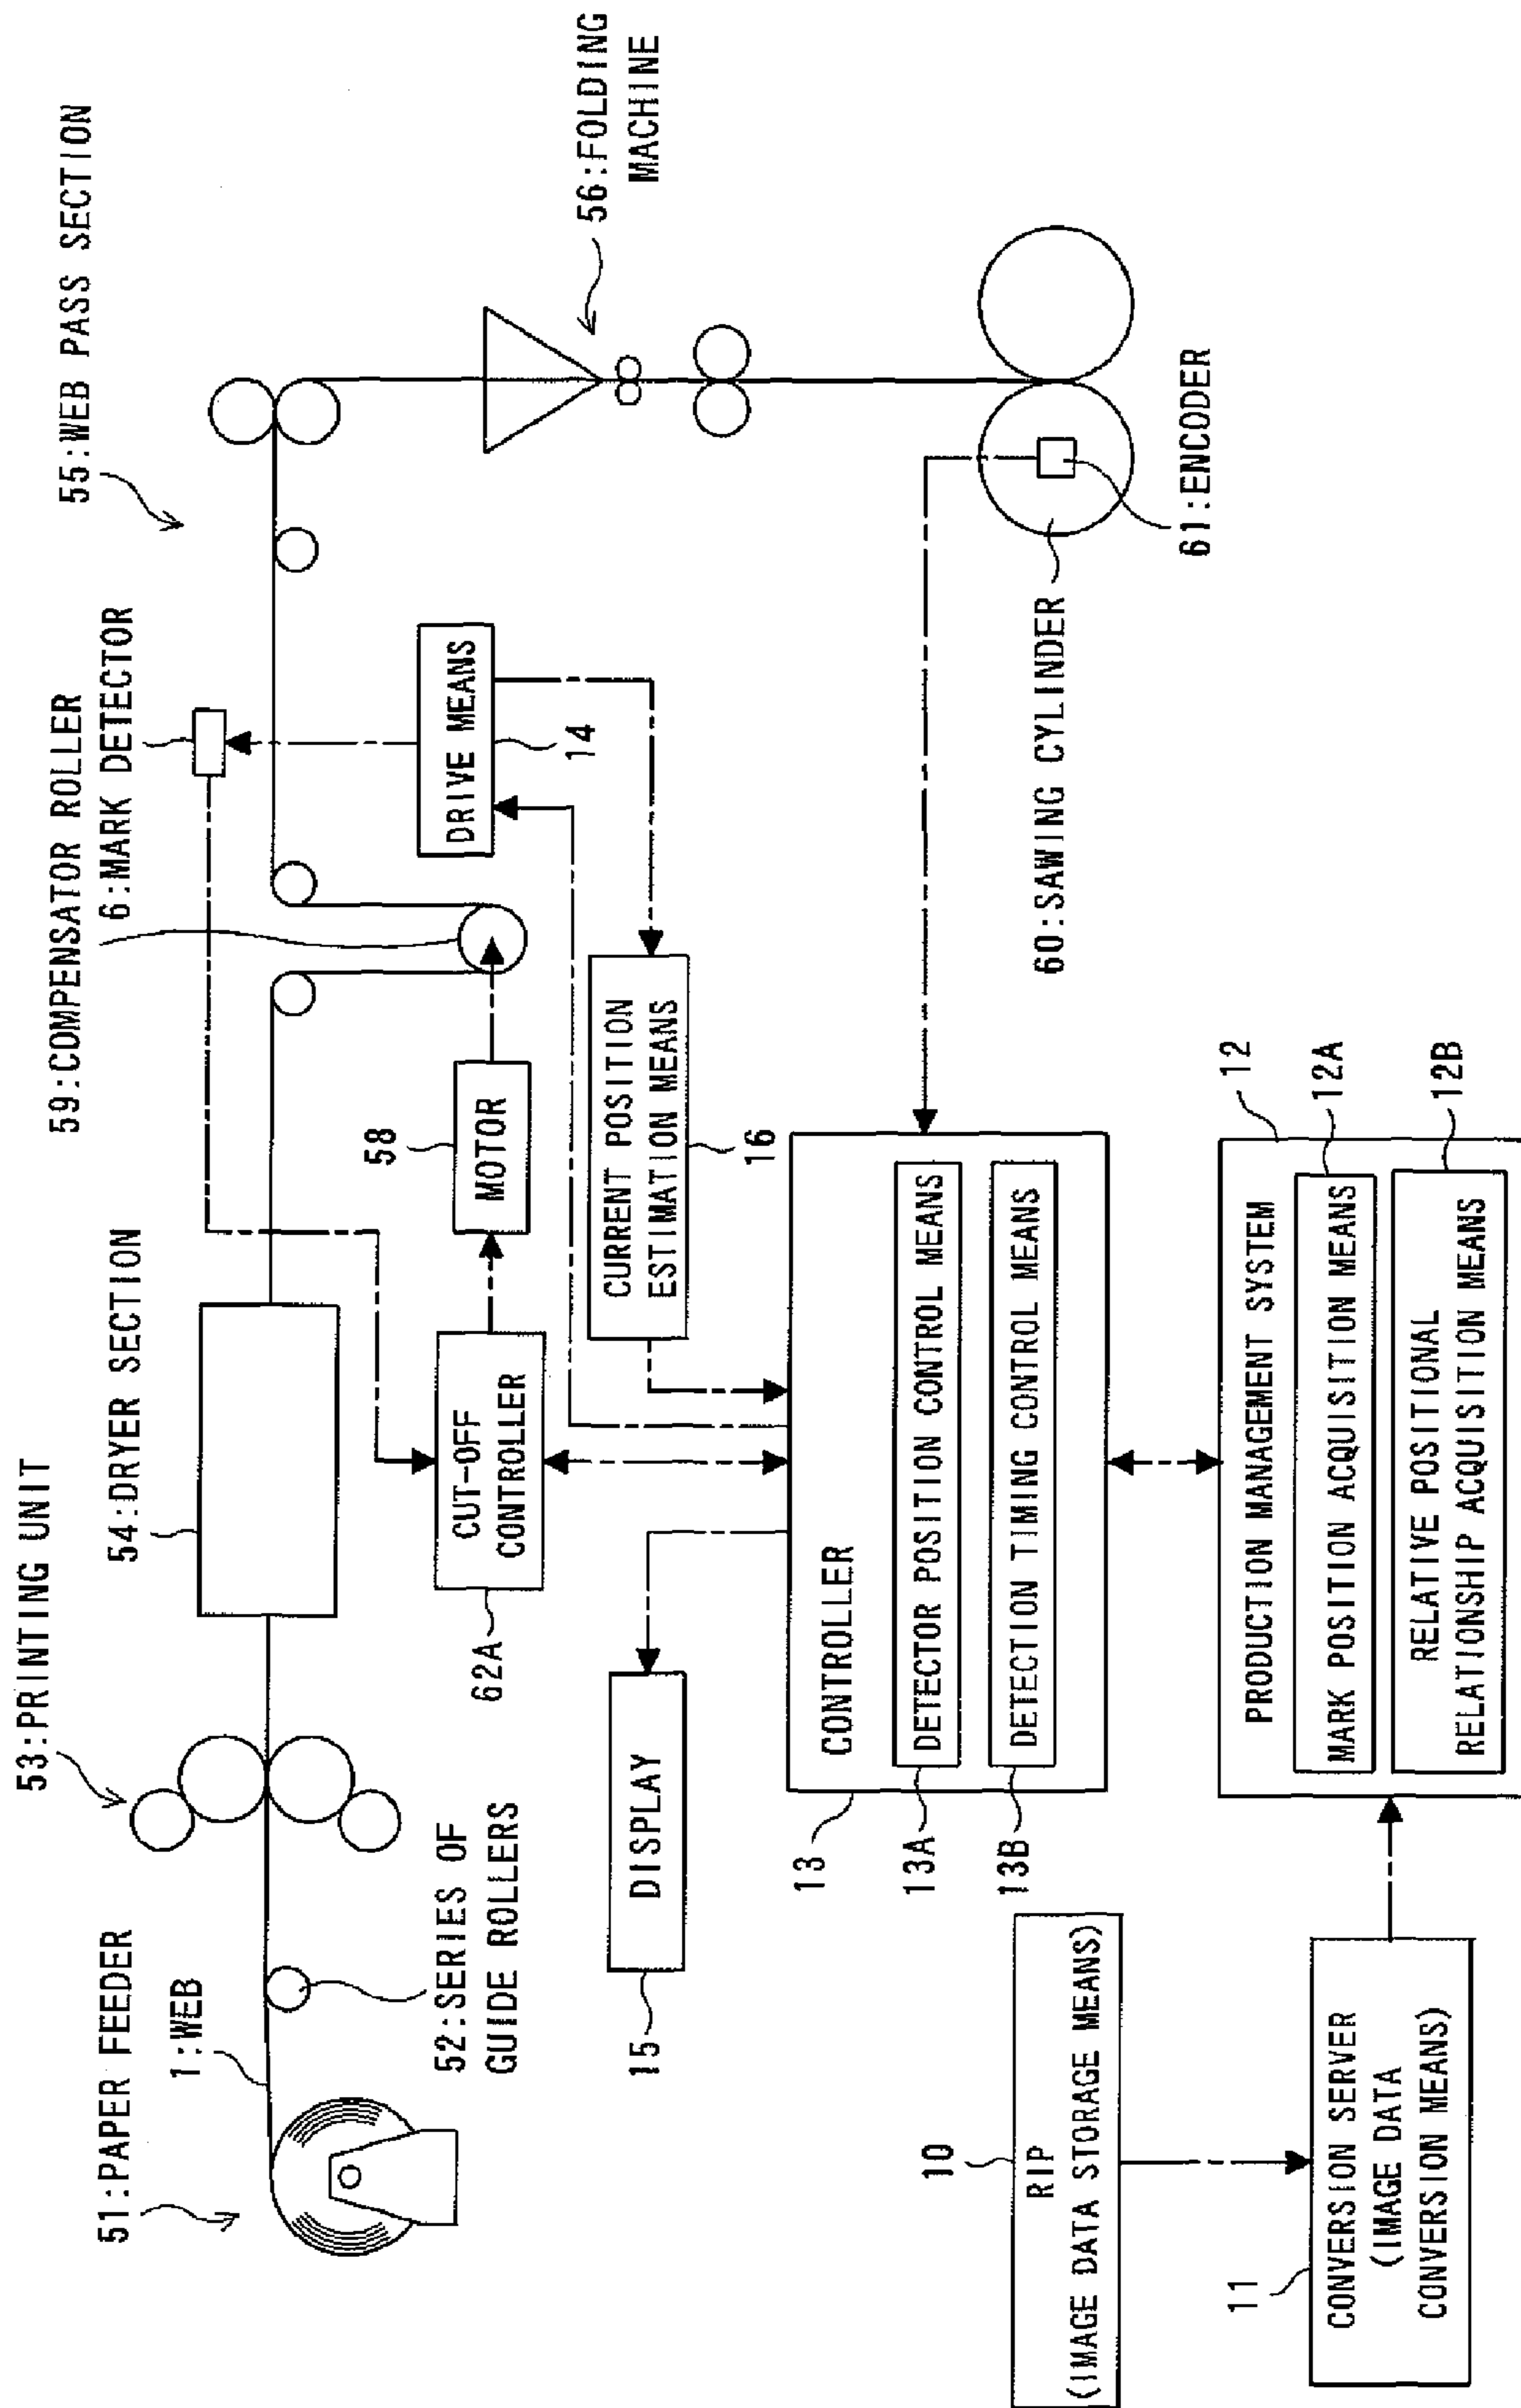 51:PAPER FEEDER
1:WEB
52:SERIES OF
GUIDE ROLLERS
53:PRINTING UNIT
54:DRYER SECTION
59:COMPENSATOR ROLLER
6:MARK DETECTOR
55:WEB PASS SECTION
56:FOLDING
MACHINE
58
MOTOR
DRIVE MEANS
14
CUT-OFF
CONTROLLER
62A
CURRENT POSITION
ESTIMATION MEANS
16
DISPLAY
15
CONTROLLER
DETECTOR POSITION CONTROL MEANS
DETECTION TIMING CONTROL MEANS
13
13A
13B
60:SAWING CYLINDER
61:ENCODER
10
RIP
(IMAGE DATA STORAGE MEANS)
11
CONVERSION SERVER
(IMAGE DATA
CONVERSION MEANS)
PRODUCTION MANAGEMENT SYSTEM
MARK POSITION ACQUISITION MEANS
RELATIVE POSITIONAL
RELATIONSHIP ACQUISITION MEANS
12
12A
12B